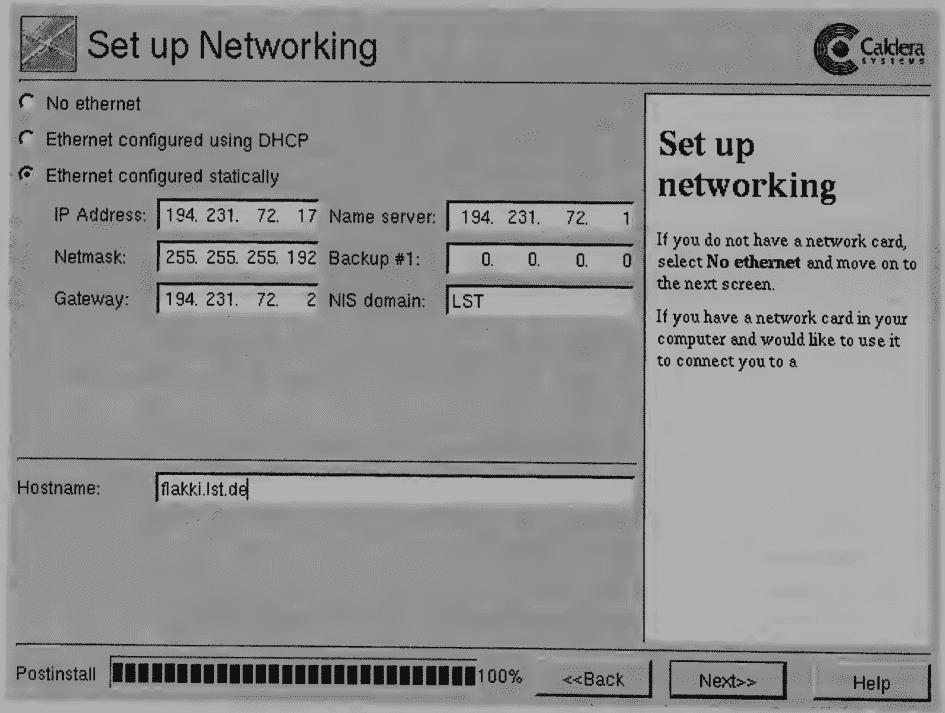 Set up Networking
Caldera
SYSTEMS
No ethernet
Ethernet configured using DHCP
Ethernet configured statically
IP Address: 194. 231. 72. 17 Name server: 194. 231. 72. 1
Netmask: 255. 255. 255. 192 Backup #1: 0. 0. 0. 0
Gateway: 194. 231. 72. 2 NIS domain: LST
Hostname: flakki.lst.de
Set up
networking
If you do not have a network card,
select No ethernet and move on to
the next screen.
If you have a network card in your
computer and would like to use it
to connect you to a
Postinstall 100% <<Back Next>> Help